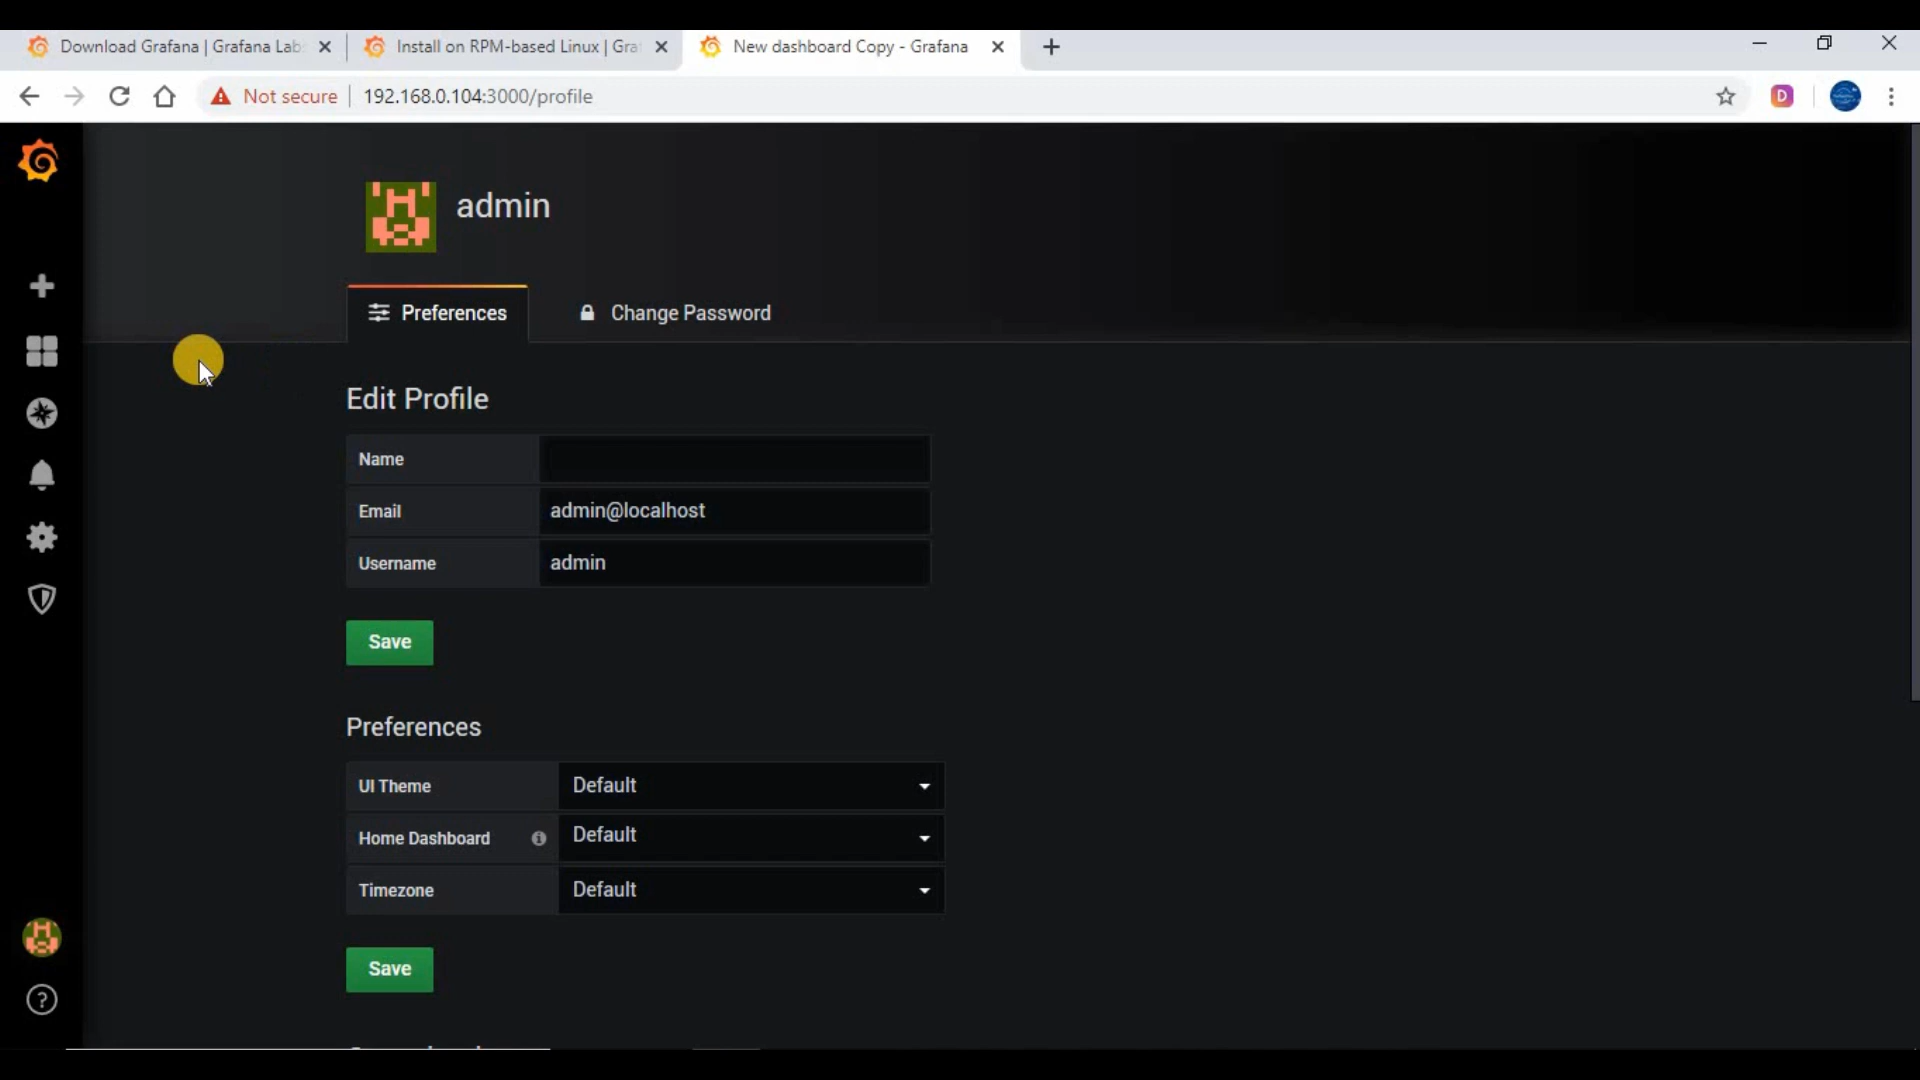 Download Grafana | Grafana Lab
Install on RPM-based Linux | Gra
New dashboard Copy - Grafana
Not secure
192.168.0.104:3000/profile
D
admin
Preferences
Change Password
Edit Profile
Name
Email
admin@localhost
Username
admin
Save
Preferences
UI Theme
Default
Home Dashboard
Default
Timezone
Default
Save